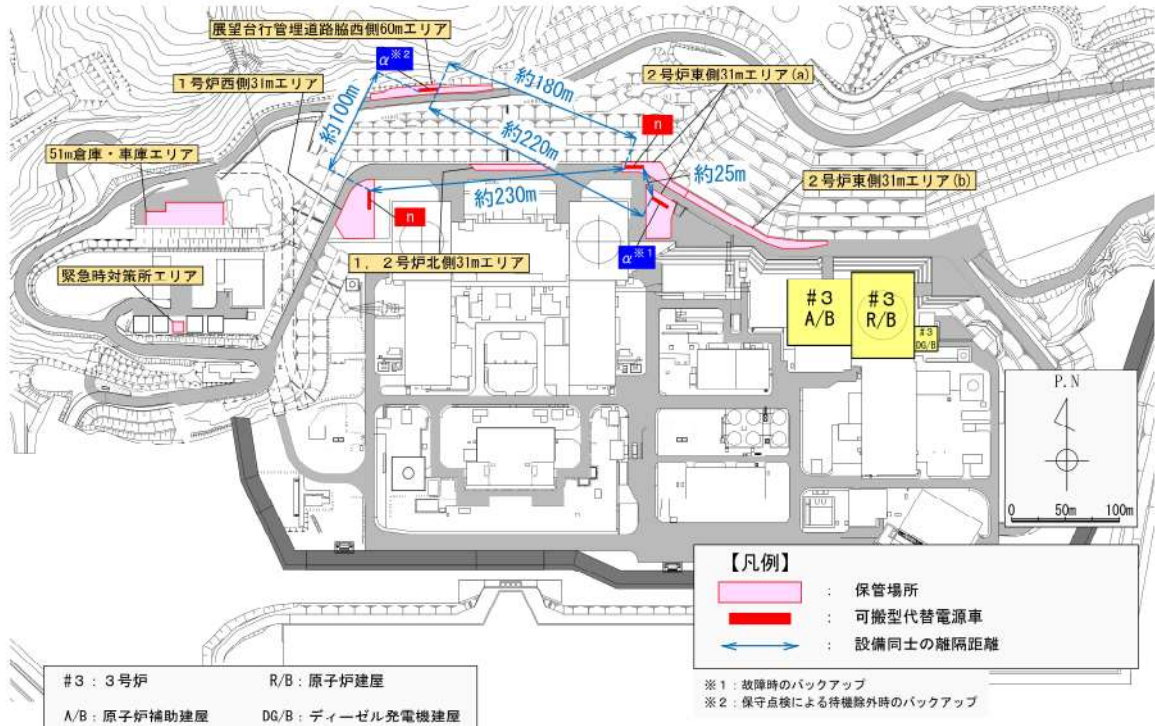 展望台行管理道路脇西側60mエリア
α※2
1号炉西側31mエリア
2号炉東側31mエリア(a)
約180m
約100m
n
約220m
51m倉庫・車庫エリア
約25m
2号炉東側31mエリア(b)
約230m
n
α※1
1，2号炉北側31mエリア
緊急時対策所エリア
#3
A/B
#3
R/B
#3
DG/B
P.N
0 50m 100m
【凡例】
： 保管場所
： 可搬型代替電源車
： 設備同士の離隔距離
※1：故障時のバックアップ
※2：保守点検による待機除外時のバックアップ
#3：3号炉 R/B：原子炉建屋
A/B：原子炉補助建屋 DG/B：ディーゼル発電機建屋